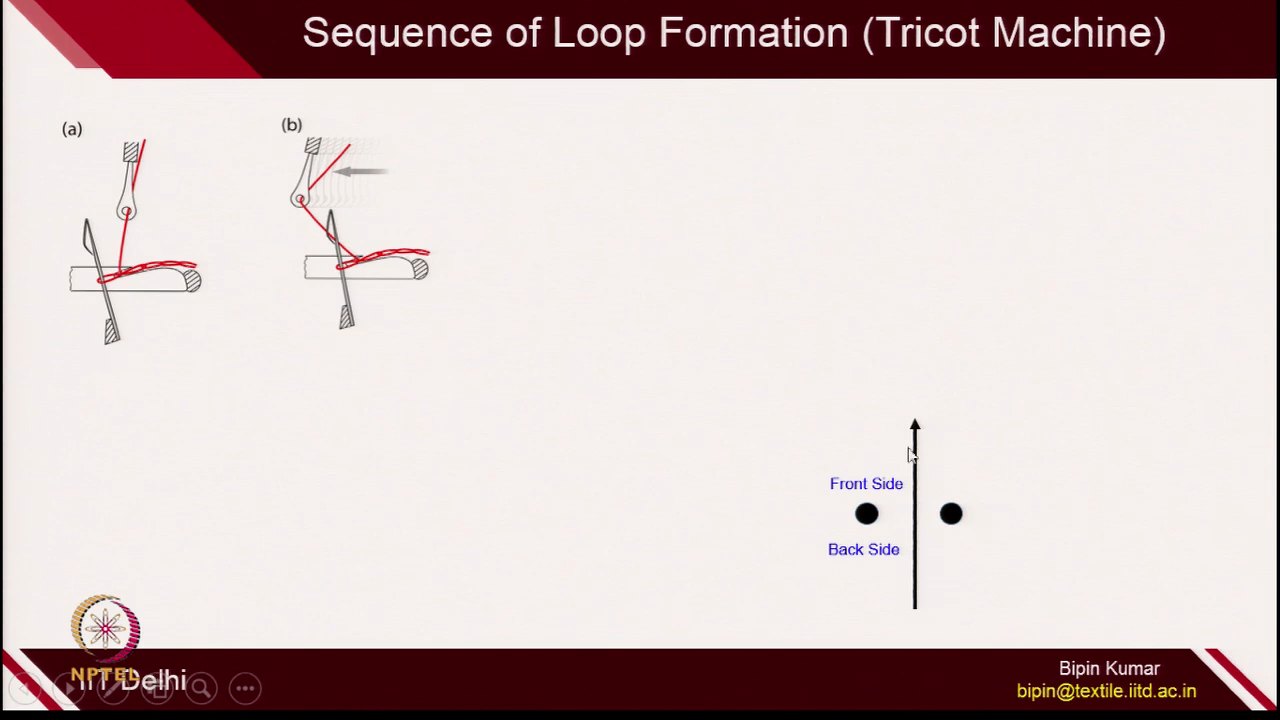 Sequence of Loop Formation (Tricot Machine)
(a)
(b)
Front Side
Back Side
NPTEL
IIT Delhi
Bipin Kumar
bipin@textile.iitd.ac.in